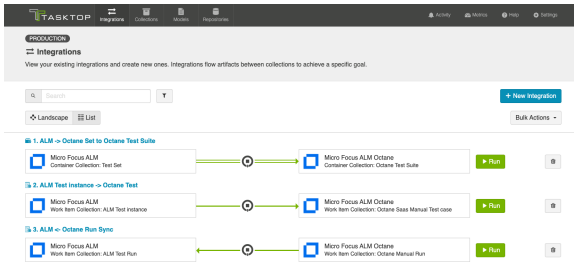 TASKTOP
Integrations
Collections
Models
Repositories
Activity
Metrics
Help
Settings
PRODUCTION
Integrations
View your existing integrations and create new ones. Integrations flow artifacts between collections to achieve a specific goal.
Search
+ New Integration
Landscape
List
Bulk Actions
1. ALM -> Octane Set to Octane Test Suite
Micro Focus ALM
Container Collection: Test Set
Micro Focus ALM Octane
Container Collection: Octane Test Suite
Run
2. ALM Test instance -> Octane Test
Micro Focus ALM
Work Item Collection: ALM Test instance
Micro Focus ALM Octane
Work Item Collection: Octane Saas Manual Test case
Run
3. ALM <- Octane Run Sync
Micro Focus ALM
Work Item Collection: ALM Test Run
Micro Focus ALM Octane
Work Item Collection: Octane Manual Run
Run